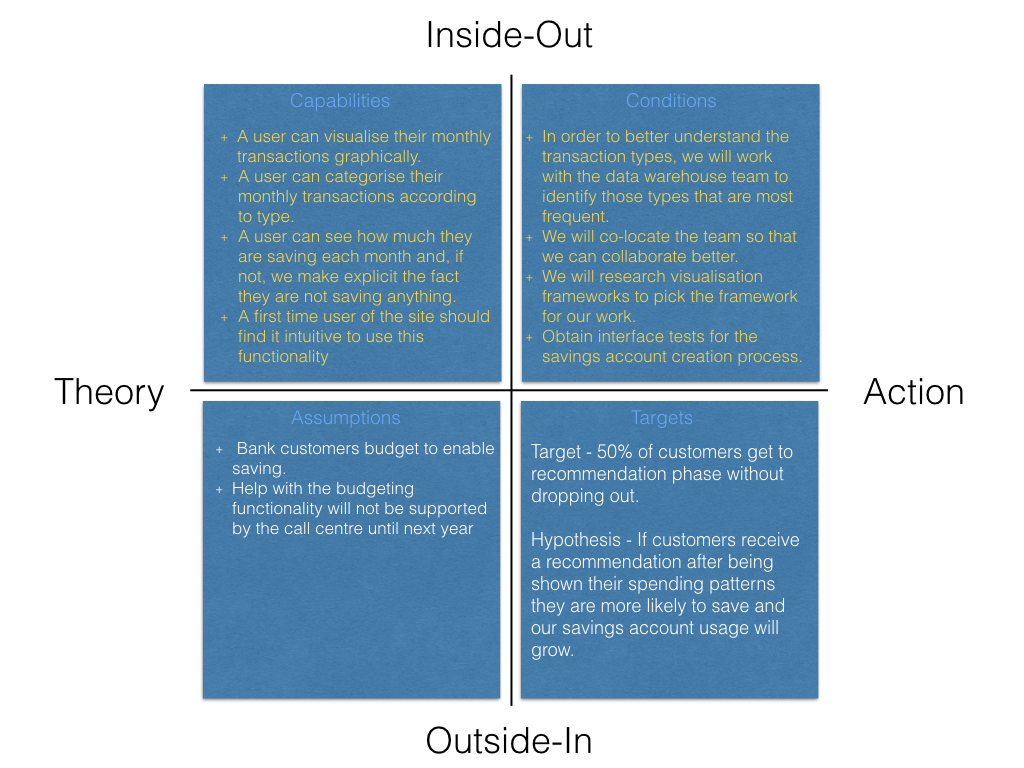 Inside-Out
Capabilities
+ A user can visualise their monthly
transactions graphically.
+ A user can categorise their
monthly transactions according
to type.
+ A user can see how much they
are saving each month and, if
not, we make explicit the fact
they are not saving anything.
+ A first time user of the site should
find it intuitive to use this
functionality
Conditions
+ In order to better understand the
transaction types, we will work
with the data warehouse team to
identify those types that are most
frequent.
+ We will co-locate the team so that
we can collaborate better.
+ We will research visualisation
frameworks to pick the framework
for our work.
+ Obtain interface tests for the
savings account creation process.
Theory
Action
Assumptions
+ Bank customers budget to enable
saving.
+ Help with the budgeting
functionality will not be supported
by the call centre until next year
Targets
Target - 50% of customers get to
recommendation phase without
dropping out.
Hypothesis - If customers receive
a recommendation after being
shown their spending patterns
they are more likely to save and
our savings account usage will
grow.
Outside-In